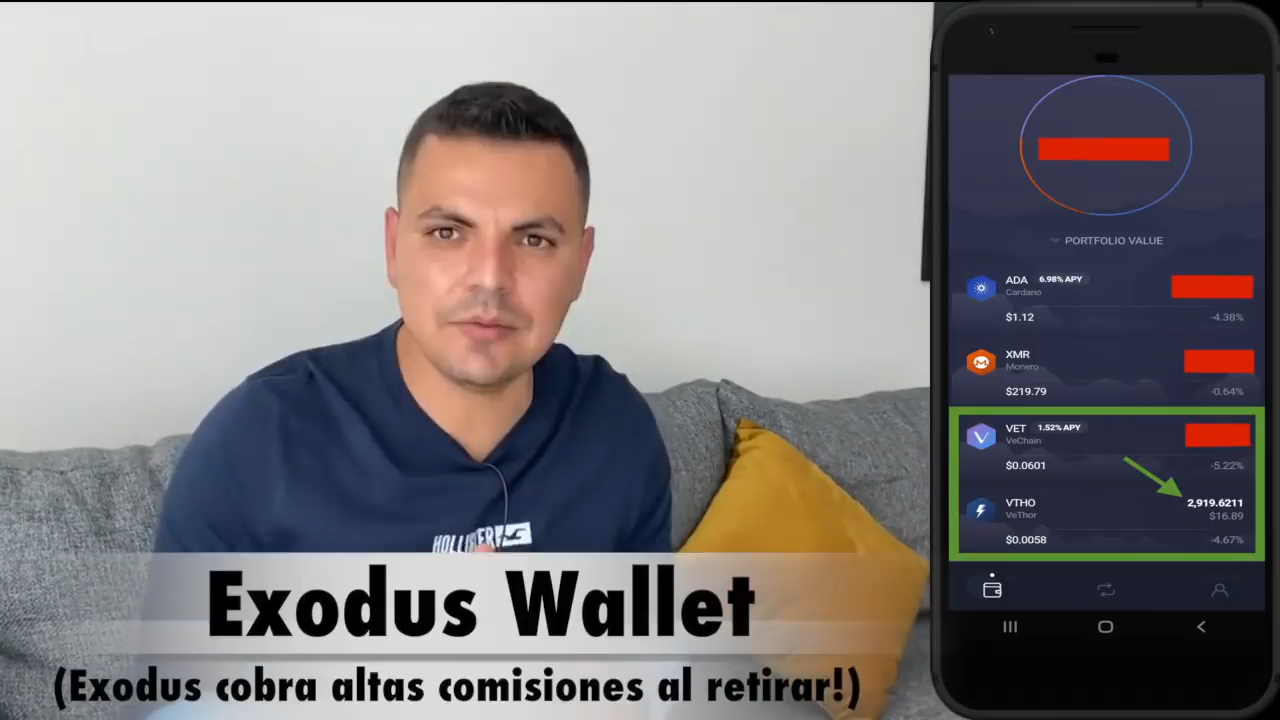 PORTFOLIO VALUE
ADA 6.98% APY
Cardano
$1.12 -4.38%
XMR
Monero
$219.79 -0.64%
VET 1.52% APY
VeChain
$0.0601 -5.22%
VTHO 2,919.6211
VeThor $16.89
$0.0058 -4.67%
HOLLISTER
Exodus Wallet
(Exodus cobra altas comisiones al retirar!)